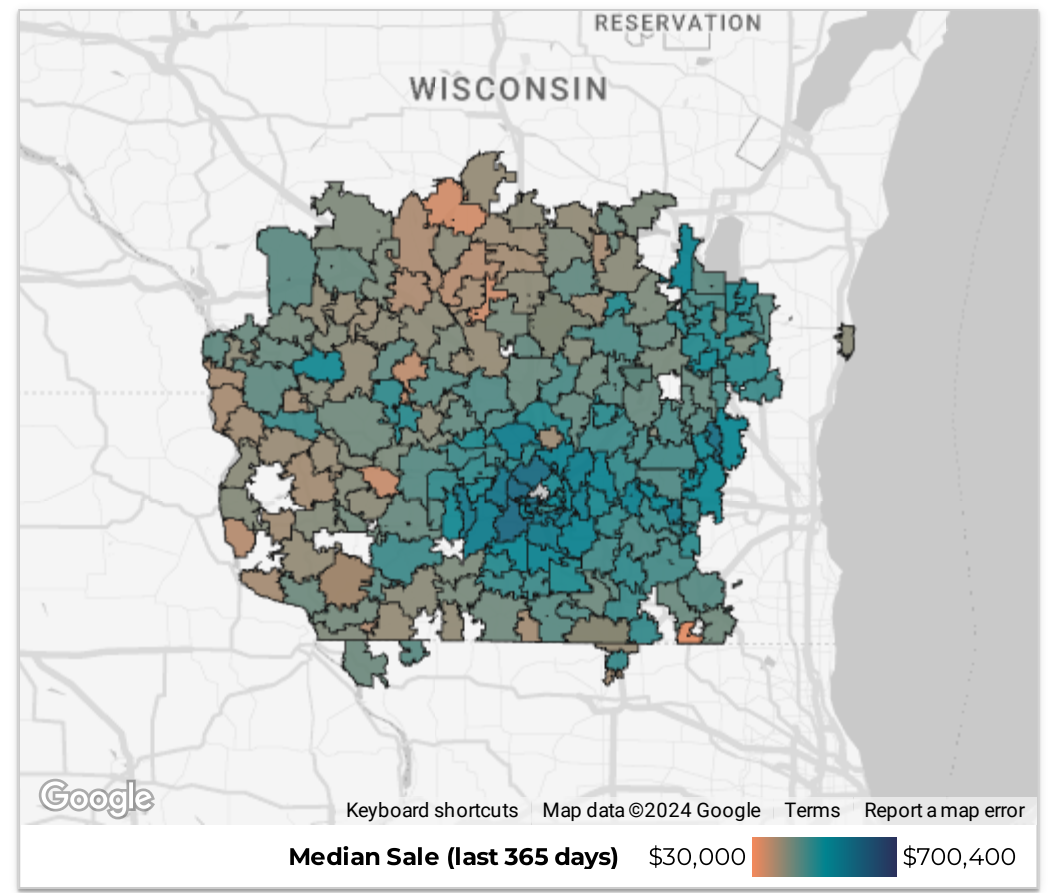 RESERVATION
WISCONSIN
Google
Keyboard shortcuts Map data ©2024 Google Terms Report a map error
Median Sale (last 365 days) $30,000 $700,400